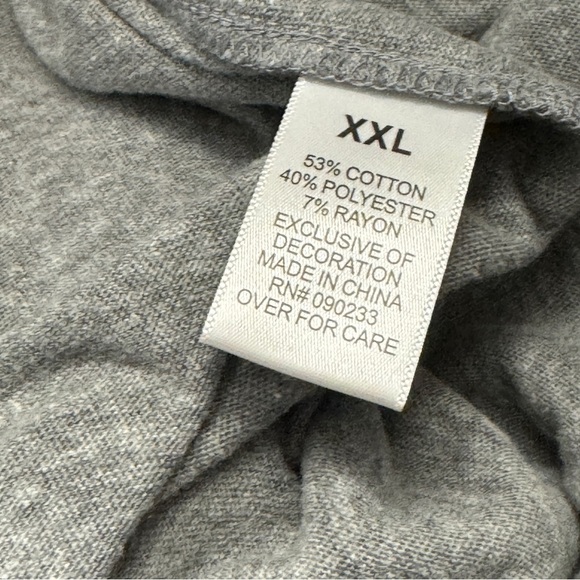 XXL
53% COTTON
40% POLYESTER
7% RAYON
EXCLUSIVE OF
DECORATION
MADE IN CHINA
RN# 090233
OVER FOR CARE